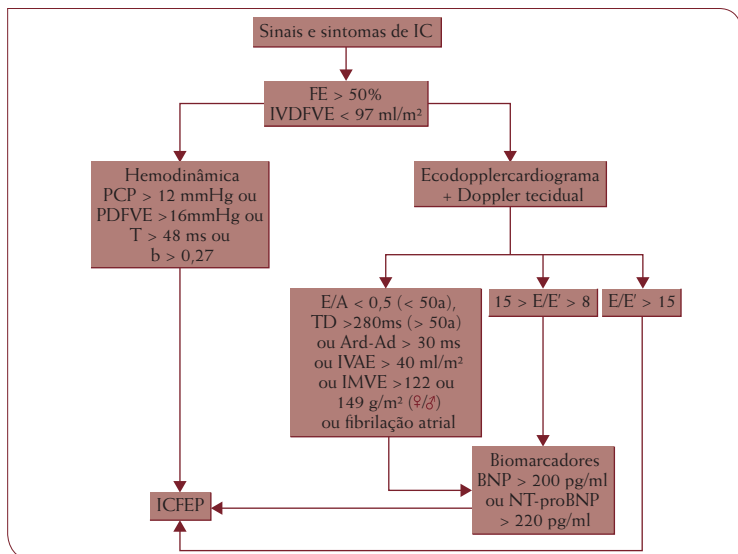 Sinais e sintomas de IC
FE > 50%
IVDFVE < 97 ml/m²
Hemodinâmica
PCP > 12 mmHg ou
PDFVE >16mmHg ou
T > 48 ms ou
b > 0,27
Ecodopplercardiograma
+ Doppler tecidual
E/A < 0,5 (< 50a),
TD >280ms (> 50a)
ou Ard-Ad > 30 ms
ou IVAE > 40 ml/m²
ou IMVE >122 ou
149 g/m² (♀/♂)
ou fibrilação atrial
15 > E/E' > 8
E/E' > 15
Biomarcadores
BNP > 200 pg/ml
ou NT-proBNP
> 220 pg/ml
ICFEP